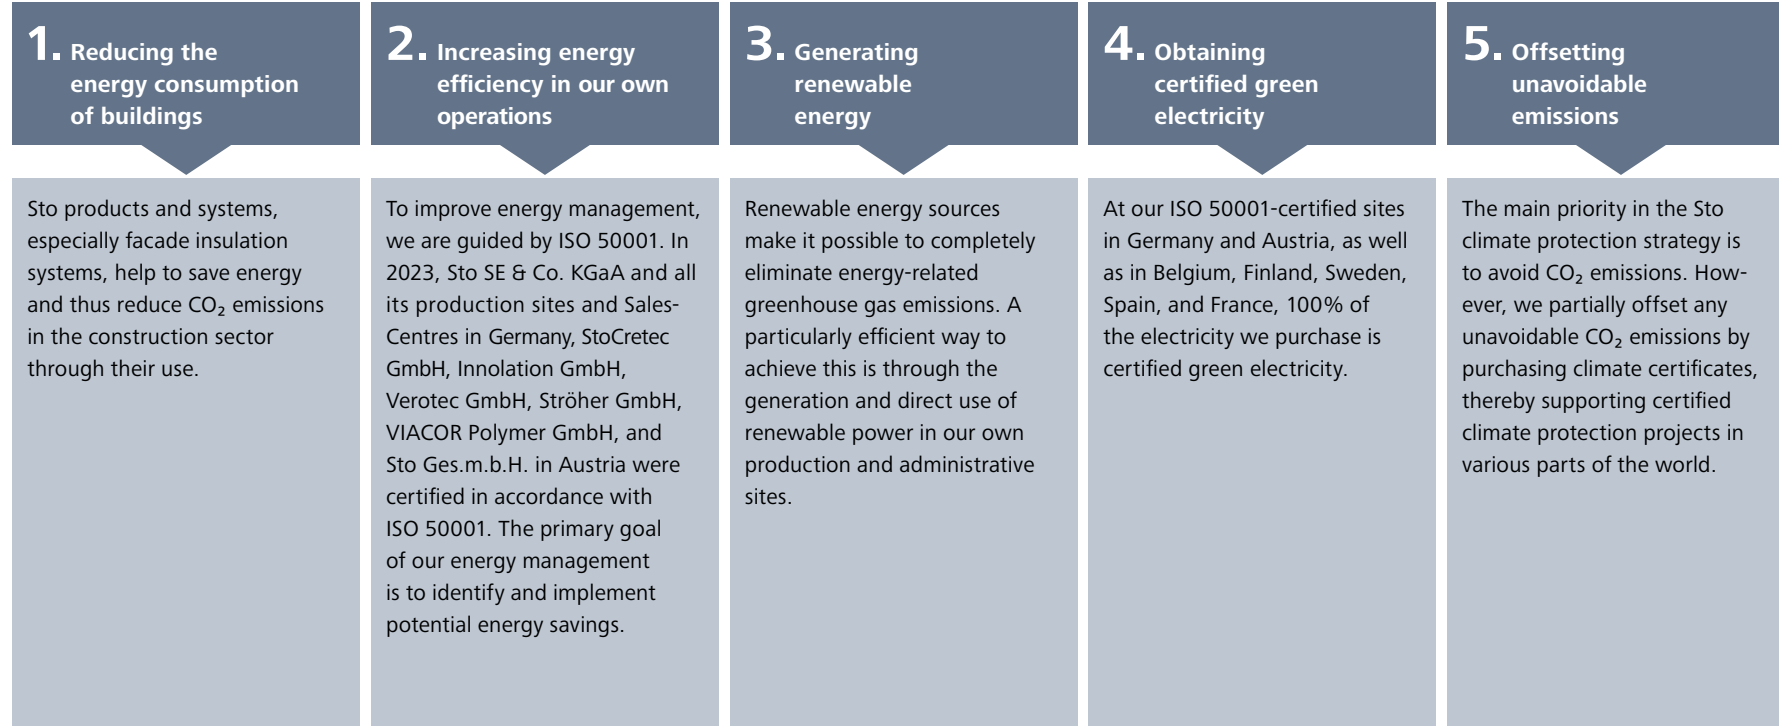 1. Reducing the
energy consumption
of buildings
Sto products and systems,
especially facade insulation
systems, help to save energy
and thus reduce CO₂ emissions
in the construction sector
through their use.
2. Increasing energy
efficiency in our own
operations
To improve energy management,
we are guided by ISO 50001. In
2023, Sto SE & Co. KGaA and all
its production sites and Sales-
Centres in Germany, StoCretec
GmbH, Innolation GmbH,
Verotec GmbH, Ströher GmbH,
VIACOR Polymer GmbH, and
Sto Ges.m.b.H. in Austria were
certified in accordance with
ISO 50001. The primary goal
of our energy management
is to identify and implement
potential energy savings.
3. Generating
renewable
energy
Renewable energy sources
make it possible to completely
eliminate energy-related
greenhouse gas emissions. A
particularly efficient way to
achieve this is through the
generation and direct use of
renewable power in our own
production and administrative
sites.
4. Obtaining
certified green
electricity
At our ISO 50001-certified sites
in Germany and Austria, as well
as in Belgium, Finland, Sweden,
Spain, and France, 100% of
the electricity we purchase is
certified green electricity.
5. Offsetting
unavoidable
emissions
The main priority in the Sto
climate protection strategy is
to avoid CO₂ emissions. How-
ever, we partially offset any
unavoidable CO₂ emissions by
purchasing climate certificates,
thereby supporting certified
climate protection projects in
various parts of the world.